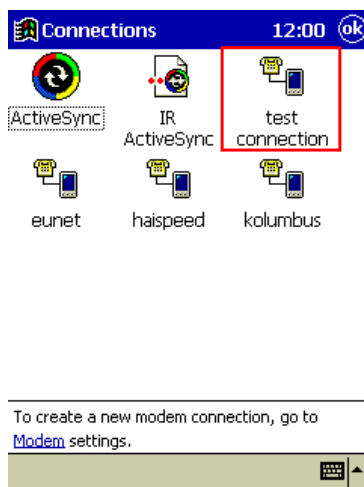 Connections 12:00 ok
ActiveSync IR ActiveSync test connection
eunet haispeed kolumbus
To create a new modem connection, go to
Modem settings.